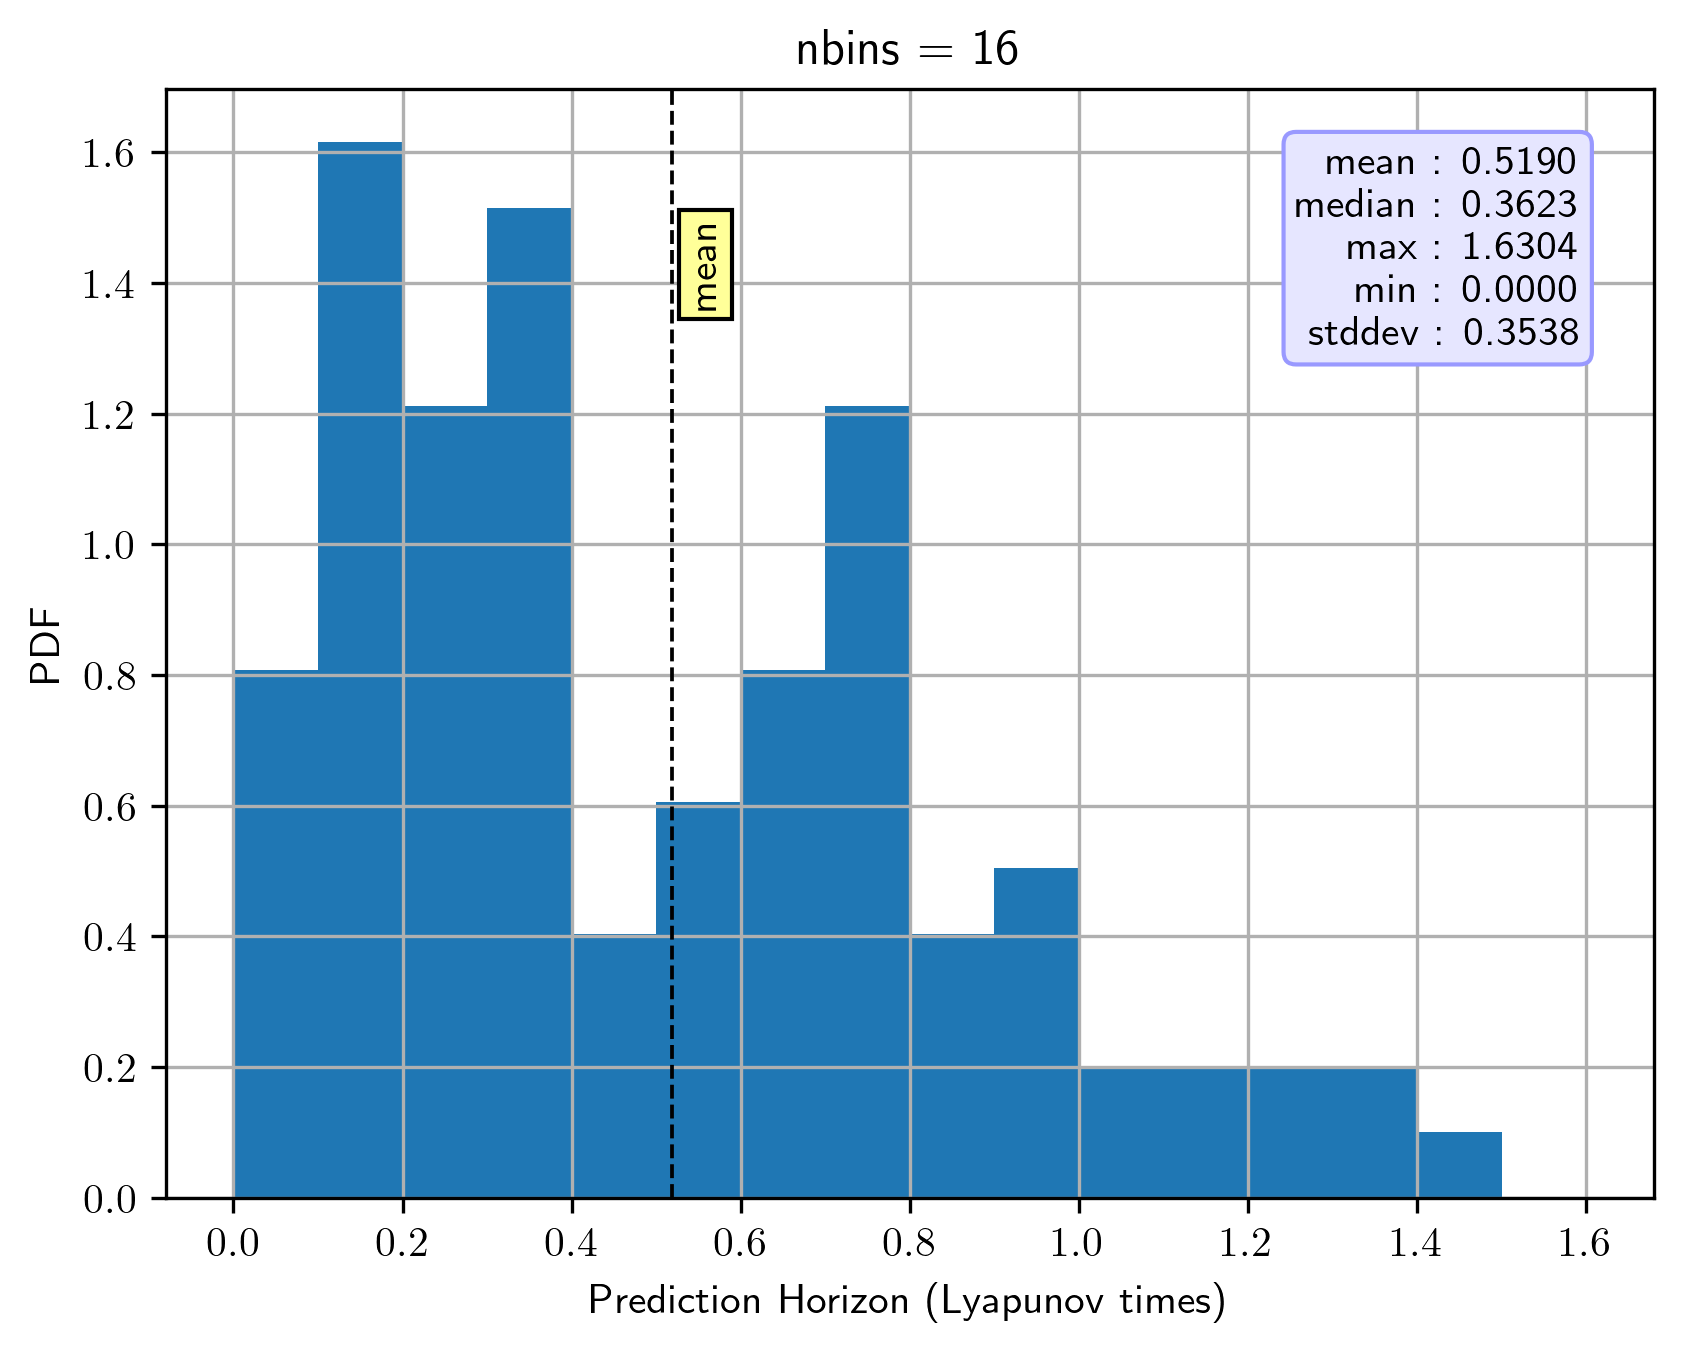 nbins = 16
mean : 0.5190
median : 0.3623
max : 1.6304
min : 0.0000
stddev : 0.3538
mean
PDF
1.6
1.4
1.2
1.0
0.8
0.6
0.4
0.2
0.0
0.0 0.2 0.4 0.6 0.8 1.0 1.2 1.4 1.6
Prediction Horizon (Lyapunov times)